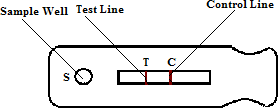 Control Line
Sample Well Test Line
T C
S